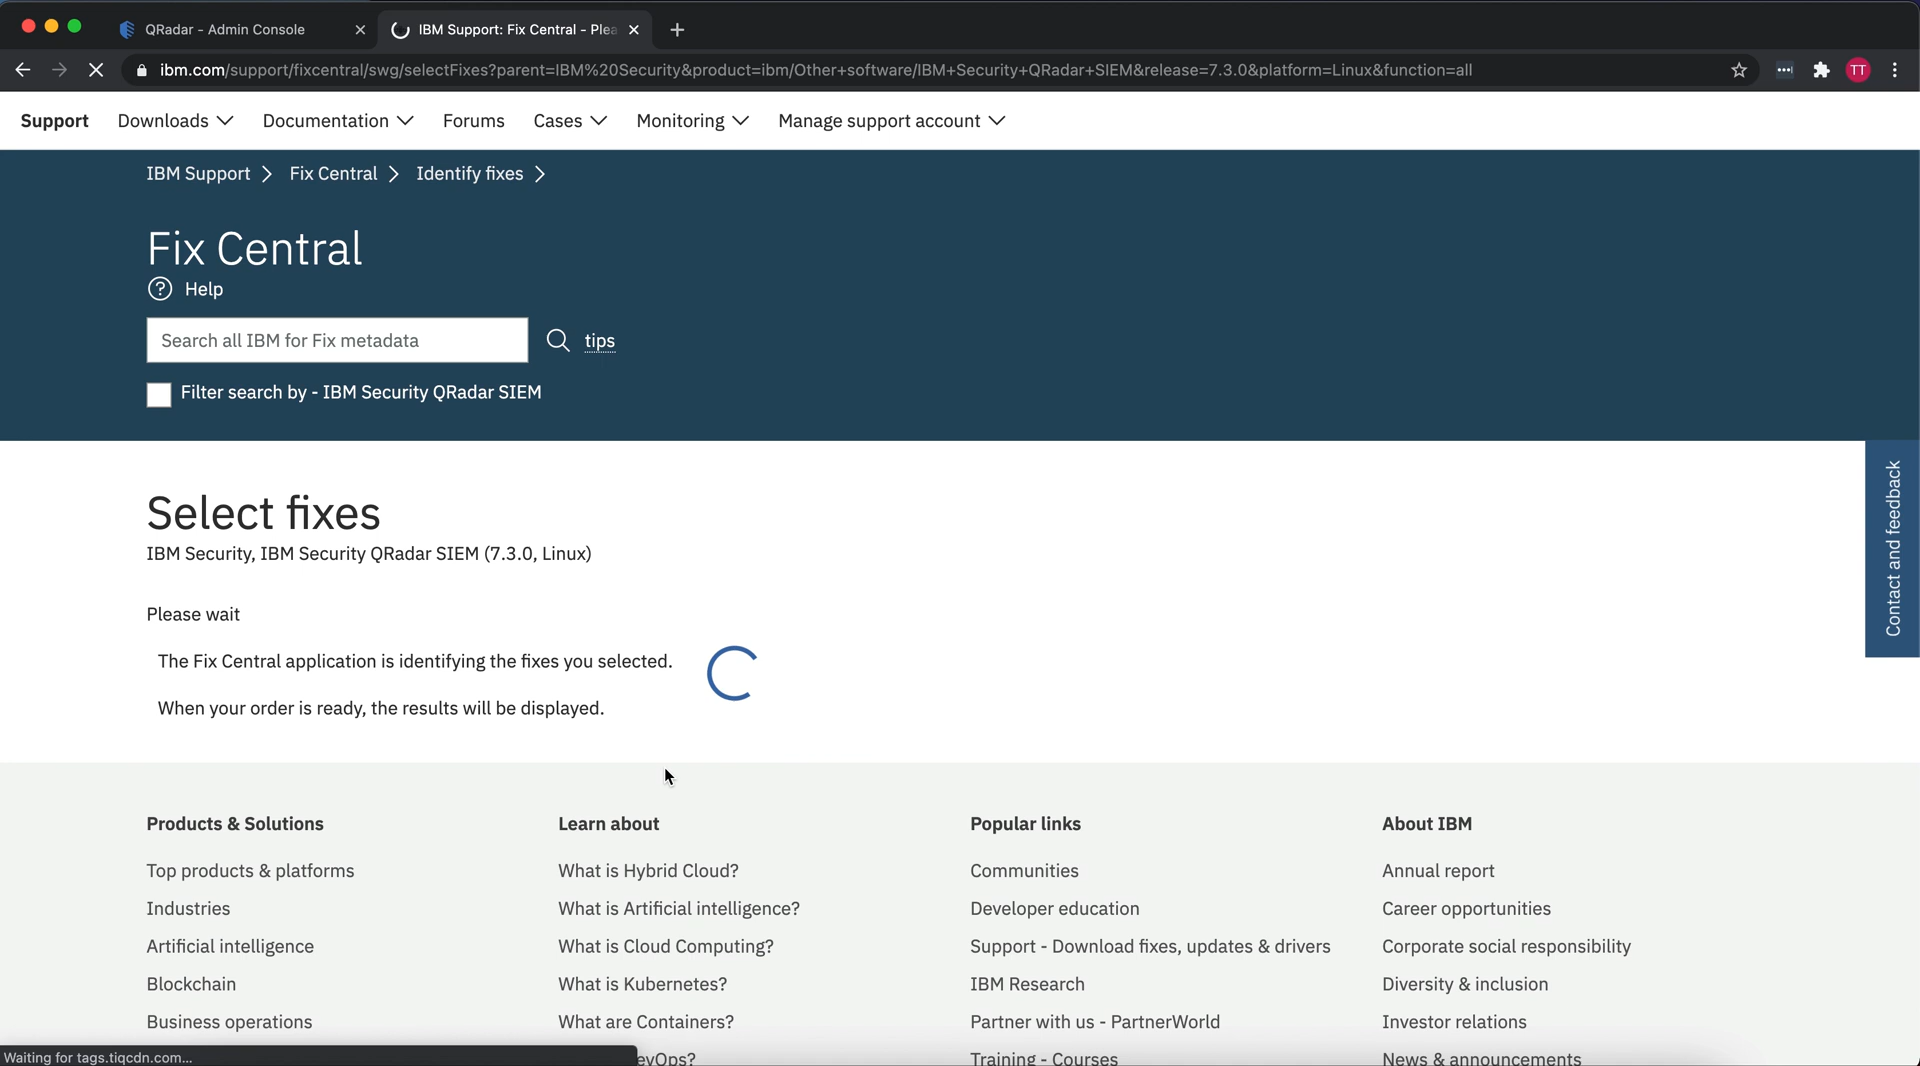 QRadar - Admin Console
IBM Support: Fix Central - Plea
ibm.com/support/fixcentral/swg/selectFixes?parent=IBM%20Security&product=ibm/Other+software/IBM+Security+QRadar+SIEM&release=7.3.0&platform=Linux&function=all
TT
Support Downloads Documentation Forums Cases Monitoring Manage support account
IBM Support Fix Central Identify fixes
Fix Central
? Help
Search all IBM for Fix metadata tips
Filter search by - IBM Security QRadar SIEM
Contact and feedback
Select fixes
IBM Security, IBM Security QRadar SIEM (7.3.0, Linux)
Please wait
The Fix Central application is identifying the fixes you selected.
When your order is ready, the results will be displayed.
Products & Solutions
Top products & platforms
Industries
Artificial intelligence
Blockchain
Business operations
Learn about
What is Hybrid Cloud?
What is Artificial intelligence?
What is Cloud Computing?
What is Kubernetes?
What are Containers?
evOps?
Popular links
Communities
Developer education
Support - Download fixes, updates & drivers
IBM Research
Partner with us - PartnerWorld
Training - Courses
About IBM
Annual report
Career opportunities
Corporate social responsibility
Diversity & inclusion
Investor relations
News & announcements
Waiting for tags.tiqcdn.com...